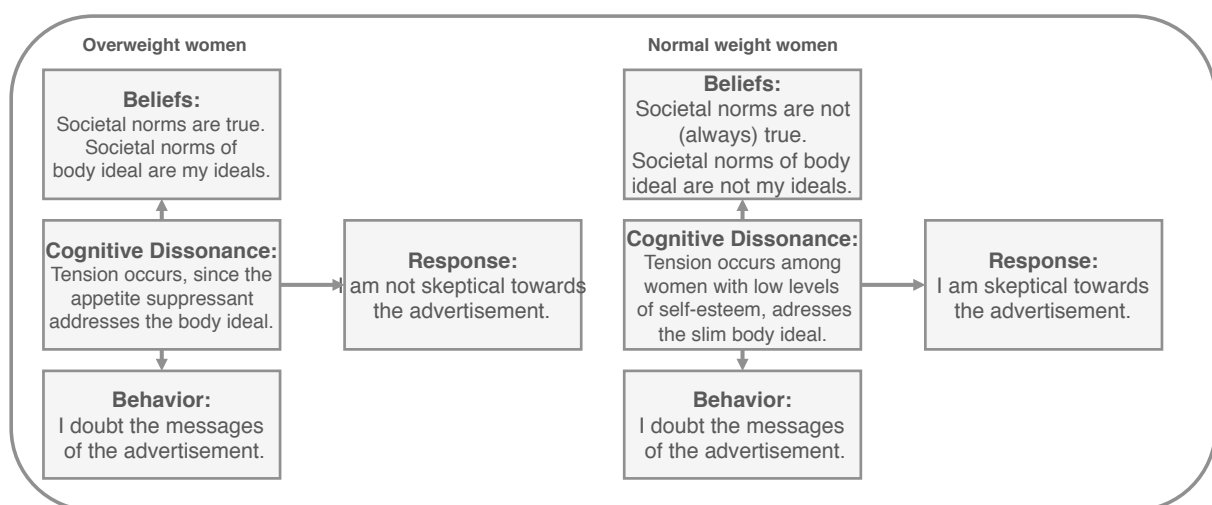 Overweight women
Beliefs:
Societal norms are true.
Societal norms of
body ideal are my ideals.
Cognitive Dissonance:
Tension occurs, since the
appetite suppressant
addresses the body ideal.
Response:
I am not skeptical towards
the advertisement.
Behavior:
I doubt the messages
of the advertisement.
Normal weight women
Beliefs:
Societal norms are not
(always) true.
Societal norms of body
ideal are not my ideals.
Cognitive Dissonance:
Tension occurs among
women with low levels
of self-esteem, adresses
the slim body ideal.
Response:
I am skeptical towards
the advertisement.
Behavior:
I doubt the messages
of the advertisement.